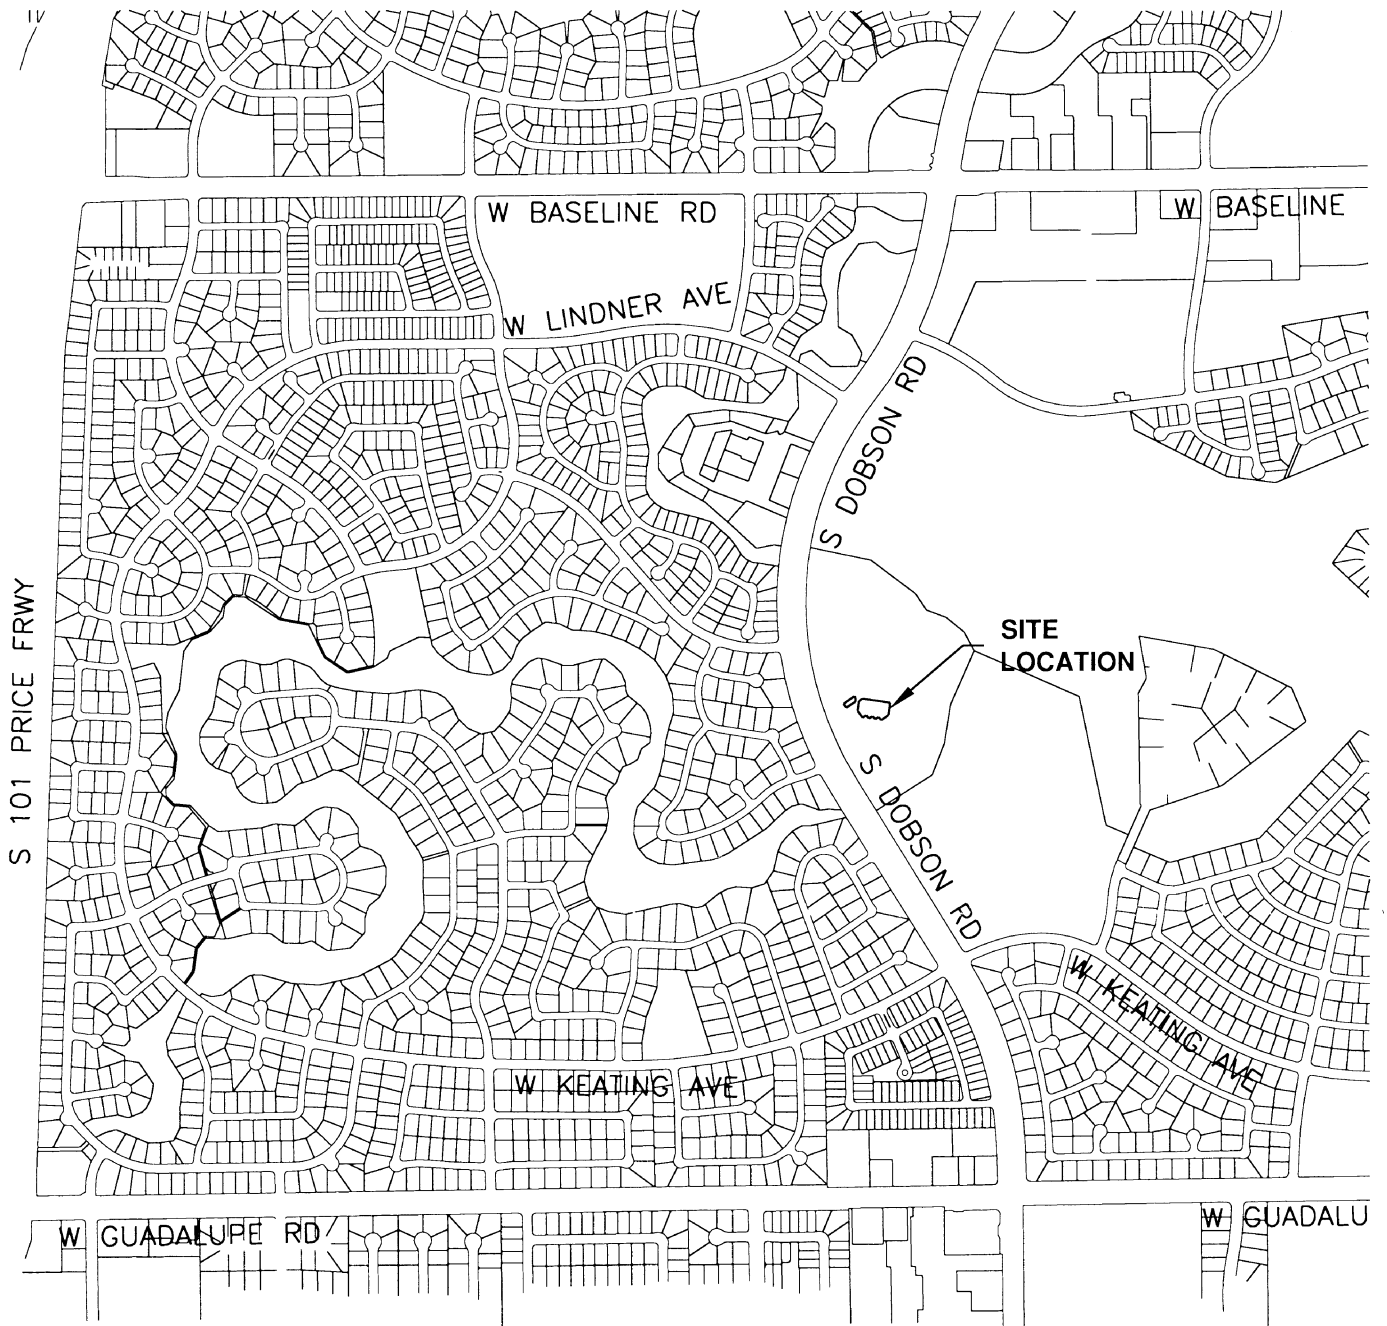 W BASELINE RD
W BASELINE
W LINDNER AVE
S DOBSON RD
S 101 PRICE FRWY
SITE
LOCATION
S DOBSON RD
W KEATING AVE
W KEATING AVE
W GUADALUPE RD
W GUADALU